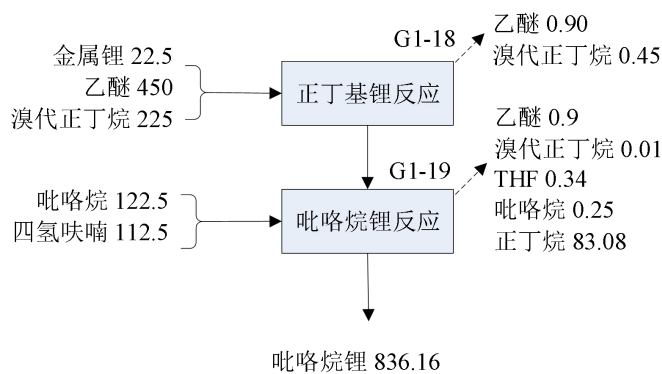 金属锂 22.5
乙醚 450
溴代正丁烷 225
正丁基锂反应
G1-18
乙醚 0.90
溴代正丁烷 0.45
吡咯烷 122.5
四氢呋喃 112.5
吡咯烷锂反应
G1-19
乙醚 0.9
溴代正丁烷 0.01
THF 0.34
吡咯烷 0.25
正丁烷 83.08
吡咯烷锂 836.16